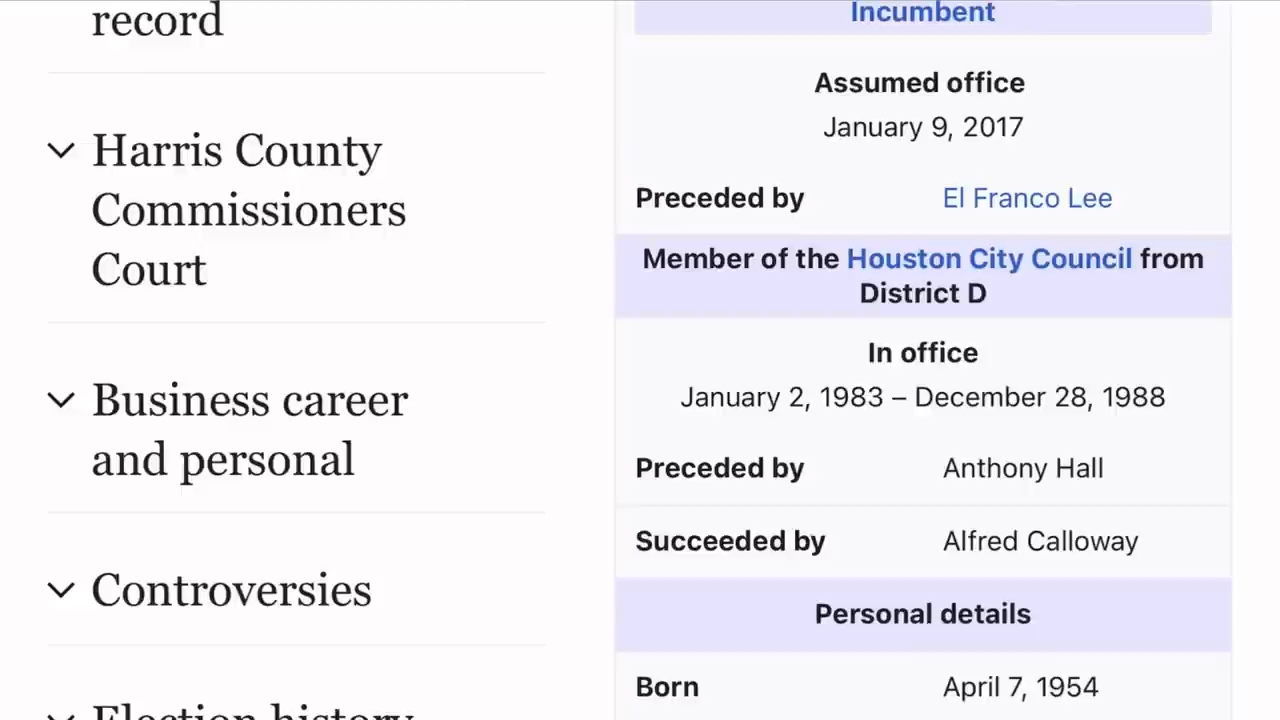 record
Harris County
Commissioners
Court
Business career
and personal
Controversies
Election history
Incumbent
Assumed office
January 9, 2017
Preceded by El Franco Lee
Member of the Houston City Council from
District D
In office
January 2, 1983 – December 28, 1988
Preceded by Anthony Hall
Succeeded by Alfred Calloway
Personal details
Born April 7, 1954